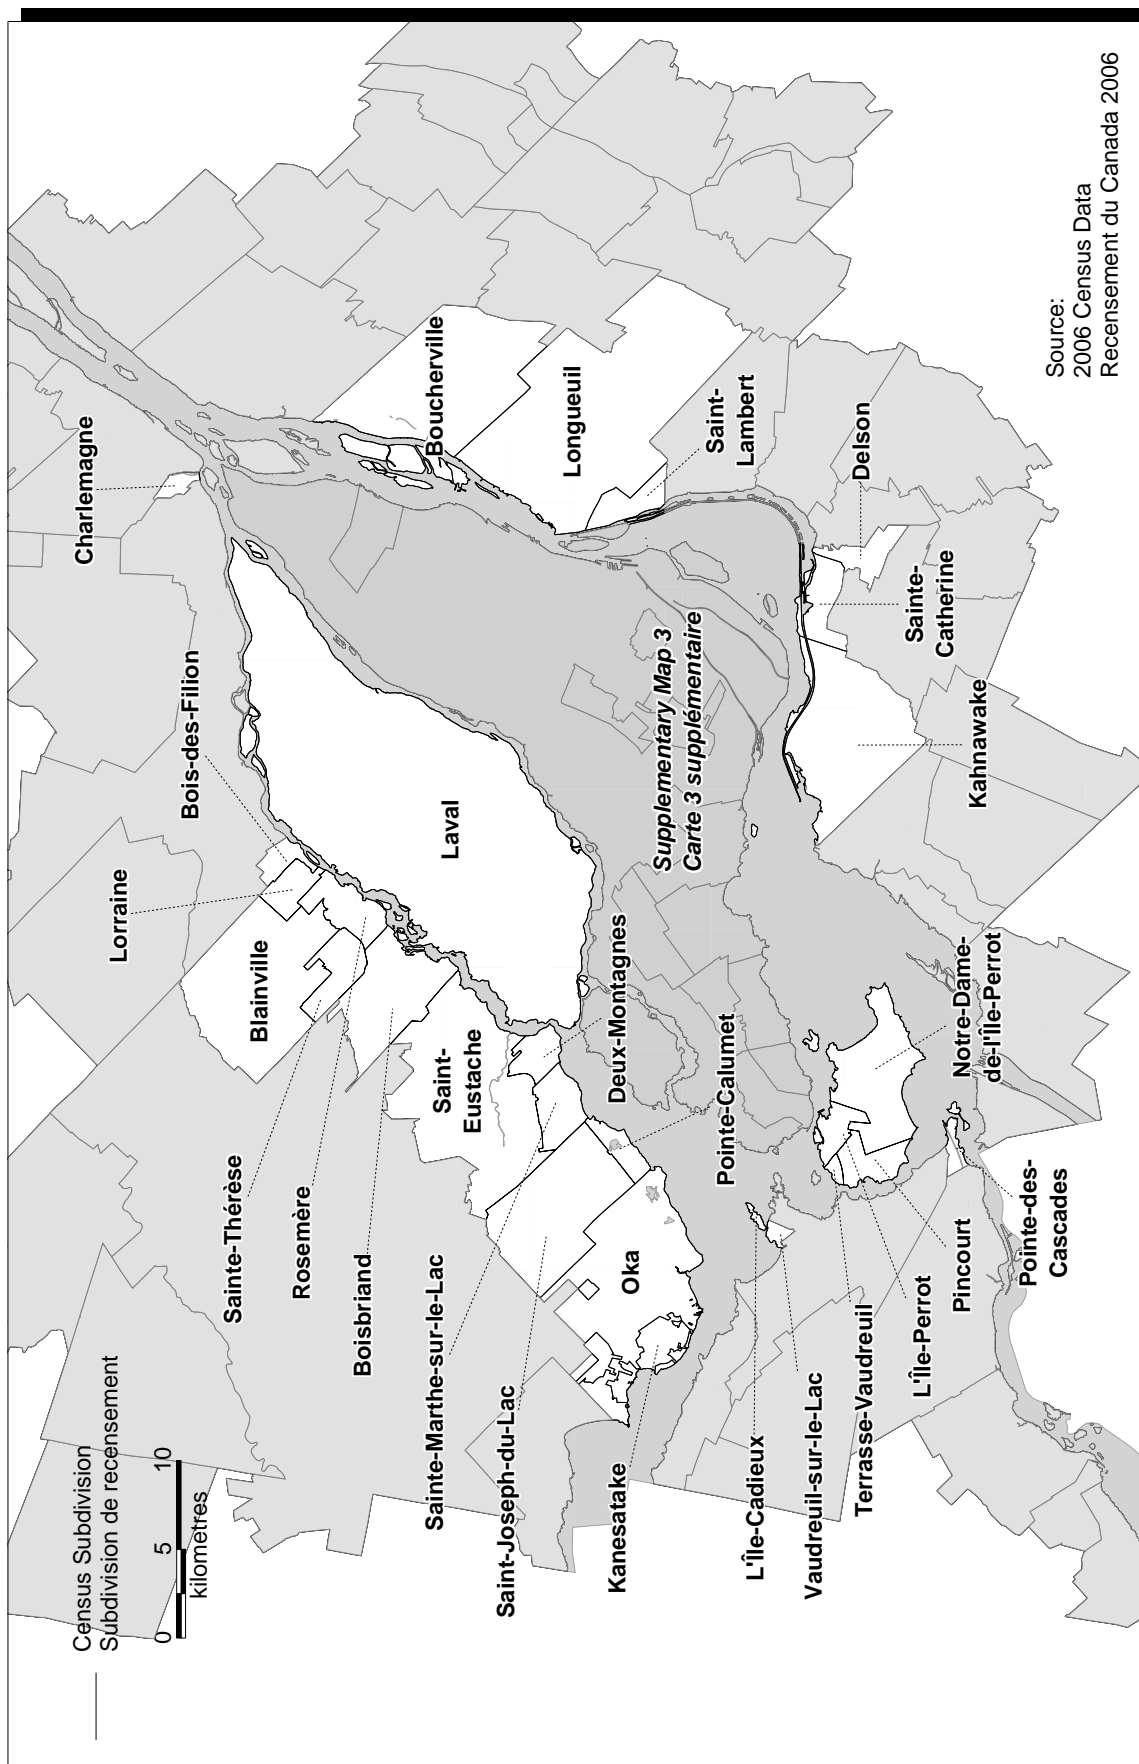 Census Subdivision
Subdivision de recensement
0 5 10
kilometres
Charlemagne
Bois-des-Filion
Lorraine
Blainville
Sainte-Thérèse
Rosemère
Boisbriand
Sainte-Marthe-sur-le-Lac
Saint-Joseph-du-Lac
Kanesatake
Oka
Saint-
Eustache
Laval
Deux-Montagnes
Pointe-Calumet
Boucherville
Longueuil
Saint-
Lambert
Delson
Sainte-
Catherine
Kahnawake
Supplementary Map 3
Carte 3 supplémentaire
Notre-Dame-
de-l'Île-Perrot
Pointe-des-
Cascades
Pincourt
L'Île-Perrot
Terrasse-Vaudreuil
Vaudreuil-sur-le-Lac
L'Île-Cadieux
Source:
2006 Census Data
Recensement du Canada 2006